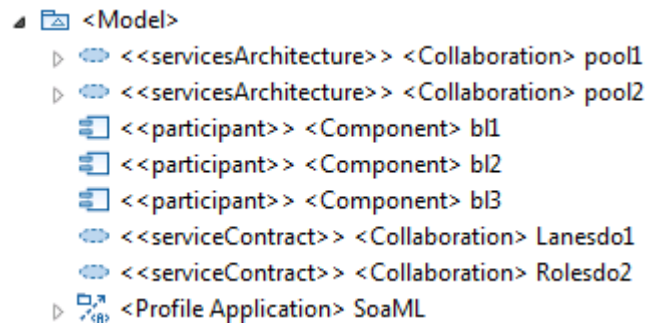 <Model>
<<servicesArchitecture>> <Collaboration> pool1
<<servicesArchitecture>> <Collaboration> pool2
<<participant>> <Component> bl1
<<participant>> <Component> bl2
<<participant>> <Component> bl3
<<serviceContract>> <Collaboration> Lanesdo1
<<serviceContract>> <Collaboration> Rolesdo2
<Profile Application> SoaML